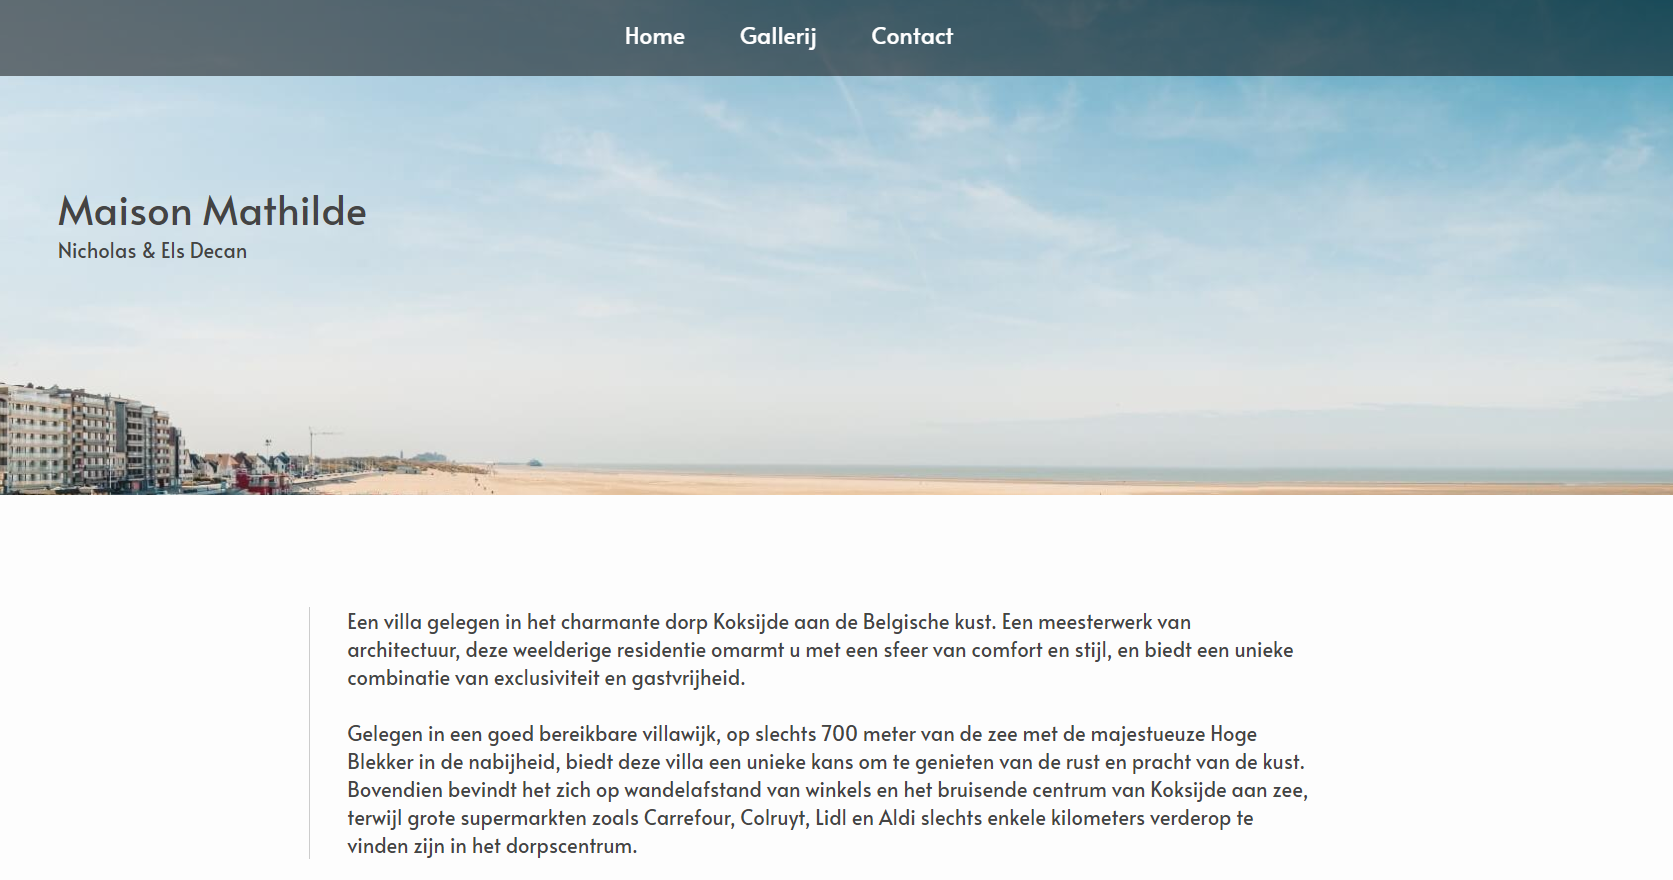 Home Gallerij Contact
Maison Mathilde
Nicholas & Els Decan
Een villa gelegen in het charmante dorp Koksijde aan de Belgische kust. Een meesterwerk van
architectuur, deze weelderige residentie omarmt u met een sfeer van comfort en stijl, en biedt een unieke
combinatie van exclusiviteit en gastvrijheid.
Gelegen in een goed bereikbare villawijk, op slechts 700 meter van de zee met de majestueuze Hoge
Blekker in de nabijheid, biedt deze villa een unieke kans om te genieten van de rust en pracht van de kust.
Bovendien bevindt het zich op wandelafstand van winkels en het bruisende centrum van Koksijde aan zee,
terwijl grote supermarkten zoals Carrefour, Colruyt, Lidl en Aldi slechts enkele kilometers verderop te
vinden zijn in het dorpscentrum.